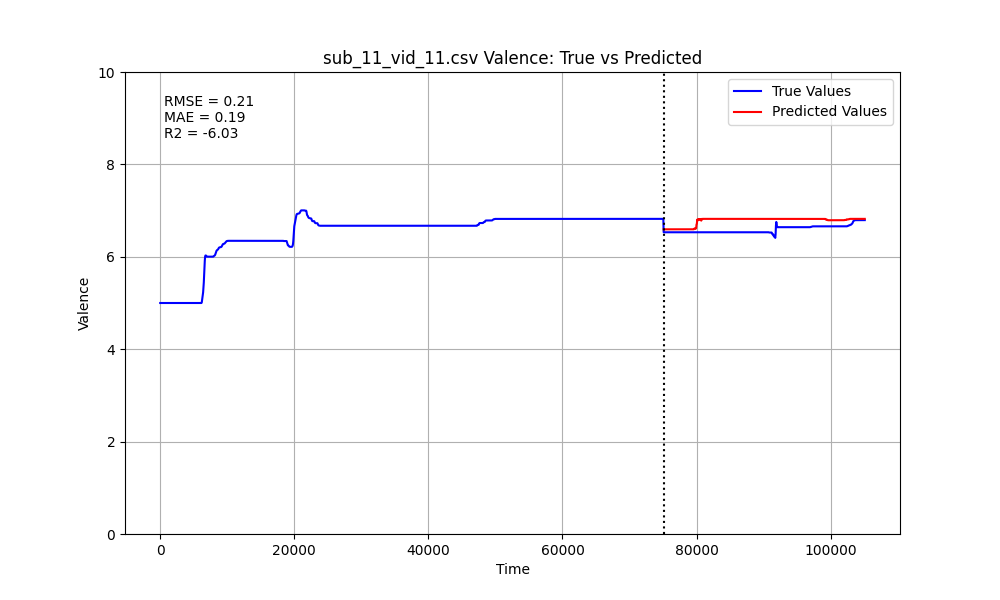 sub_11_vid_11.csv Valence: True vs Predicted
RMSE = 0.21
MAE = 0.19
R2 = -6.03
True Values
Predicted Values
Valence
10
8
6
4
2
0
0
20000
40000
60000
80000
100000
Time